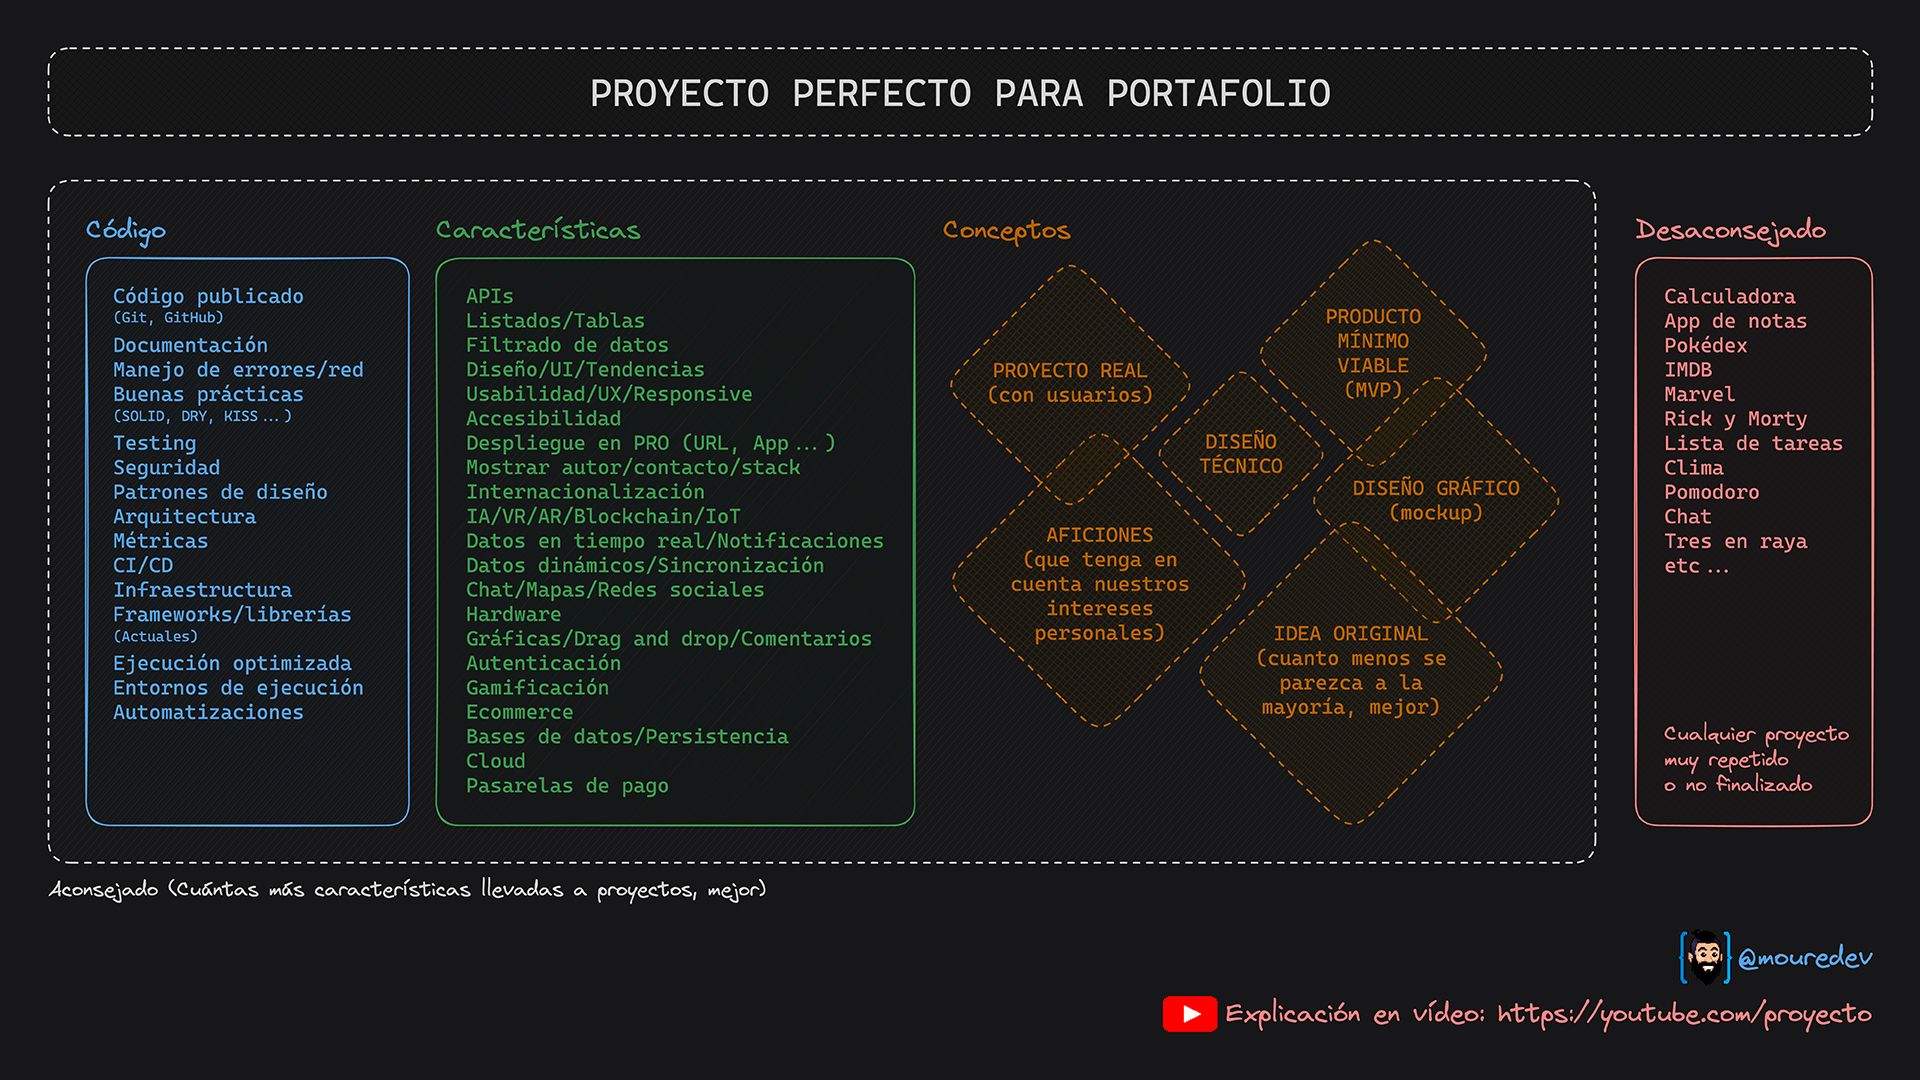 PROYECTO PERFECTO PARA PORTAFOLIO
Código
Código publicado
(Git, GitHub)
Documentación
Manejo de errores/red
Buenas prácticas
(SOLID, DRY, KISS...)
Testing
Seguridad
Patrones de diseño
Arquitectura
Métricas
CI/CD
Infraestructura
Frameworks/librerías
(Actuales)
Ejecución optimizada
Entornos de ejecución
Automatizaciones
Características
APIs
Listados/Tablas
Filtrado de datos
Diseño/UI/Tendencias
Usabilidad/UX/Responsive
Accesibilidad
Despliegue en PRO (URL, App...)
Mostrar autor/contacto/stack
Internacionalización
IA/VR/AR/Blockchain/IoT
Datos en tiempo real/Notificaciones
Datos dinámicos/Sincronización
Chat/Mapas/Redes sociales
Hardware
Gráficas/Drag and drop/Comentarios
Autenticación
Gamificación
Ecommerce
Bases de datos/Persistencia
Cloud
Pasarelas de pago
Conceptos
PROYECTO REAL
(con usuarios)
PRODUCTO
MÍNIMO
VIABLE
(MVP)
DISEÑO
TÉCNICO
DISEÑO GRÁFICO
(mockup)
AFICIONES
(que tenga en
cuenta nuestros
intereses
personales)
IDEA ORIGINAL
(cuanto menos se
parezca a la
mayoría, mejor)
Desaconsejado
Calculadora
App de notas
Pokédex
IMDB
Marvel
Rick y Morty
Lista de tareas
Clima
Pomodoro
Chat
Tres en raya
etc...
Cualquier proyecto
muy repetido
o no finalizado
Aconsejado (Cuántas más características llevadas a proyectos, mejor)
@mouredev
Explicación en vídeo: https://youtube.com/proyecto